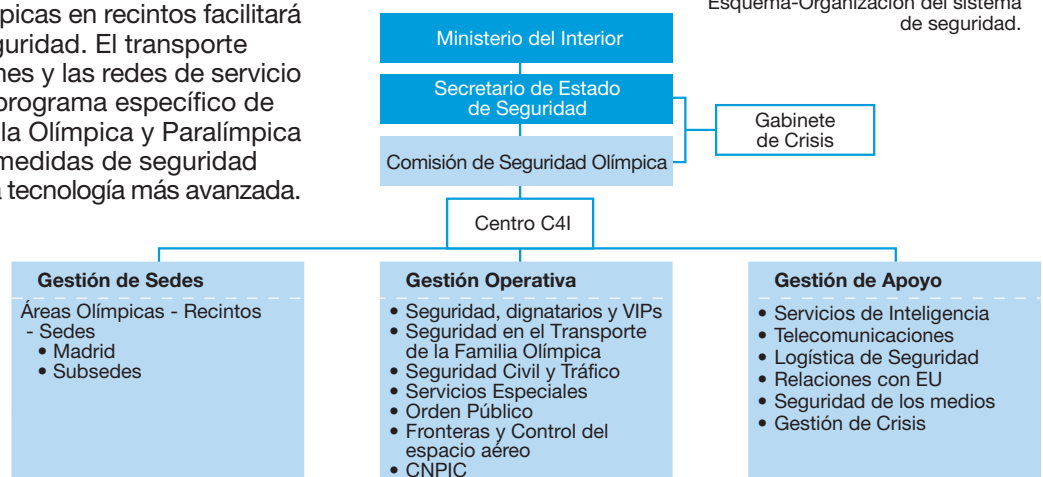 picas en recintos facilitará
guridad. El transporte
nes y las redes de servicio
programa específico de
la Olímpica y Paralímpica
medidas de seguridad
a tecnología más avanzada.
Esquema-Organización del sistema
de seguridad.
Ministerio del Interior
Secretario de Estado
de Seguridad
Gabinete
de Crisis
Comisión de Seguridad Olímpica
Centro C4I
Gestión de Sedes
Áreas Olímpicas - Recintos
- Sedes
• Madrid
• Subsedes
Gestión Operativa
• Seguridad, dignatarios y VIPs
• Seguridad en el Transporte
de la Familia Olímpica
• Seguridad Civil y Tráfico
• Servicios Especiales
• Orden Público
• Fronteras y Control del
espacio aéreo
• CNPIC
Gestión de Apoyo
• Servicios de Inteligencia
• Telecomunicaciones
• Logística de Seguridad
• Relaciones con EU
• Seguridad de los medios
• Gestión de Crisis